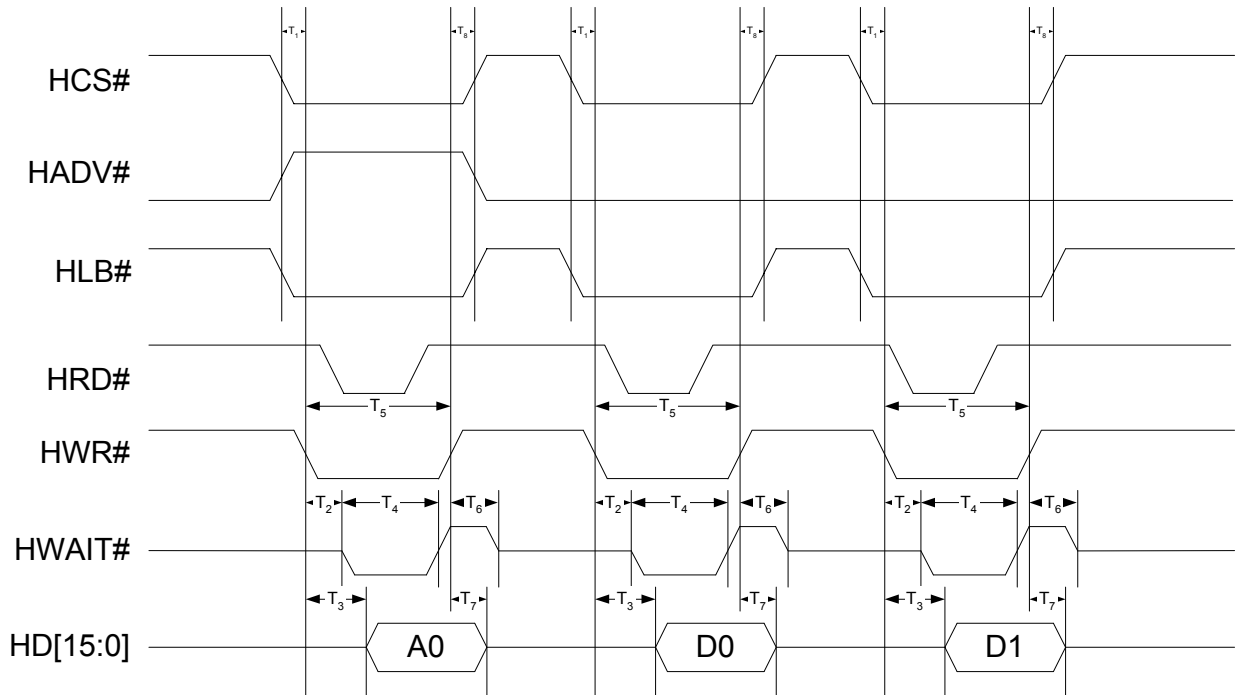 T1 T8 T1 T8 T1 T8
HCS#
HADV#
HLB#
HRD#
T5 T5 T5
HWR#
T2 T4 T6 T2 T4 T6 T2 T4 T6
HWAIT#
T3 T7 T3 T7 T3 T7
HD[15:0] A0 D0 D1